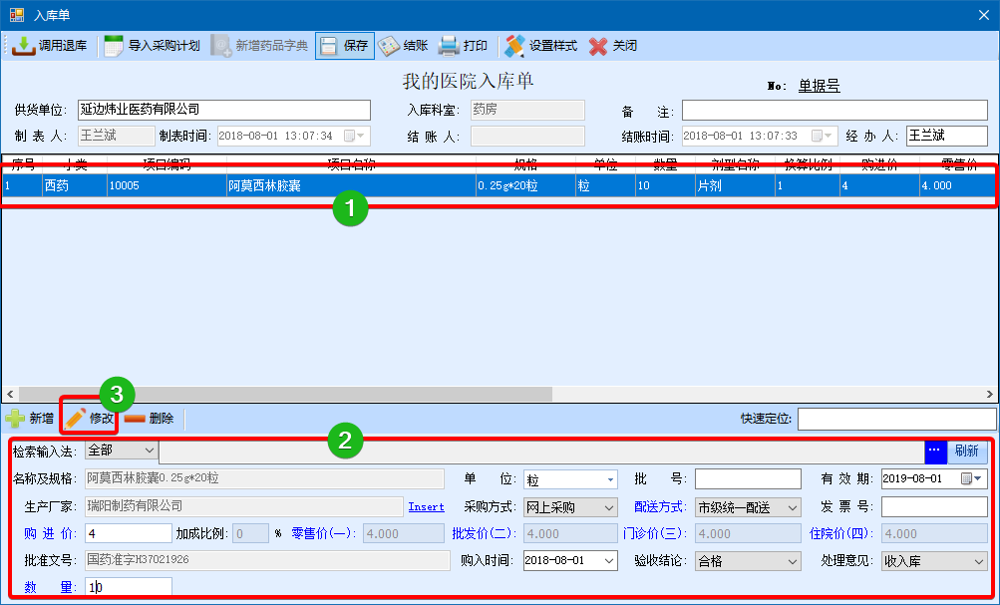 入库单
调用退库 导入采购计划 新增药品字典 保存 结账 打印 设置样式 关闭
我的医院入库单 No: 单据号
供货单位: 延边炜业医药有限公司 入库科室: 药房 备 注:
制 表 人: 王兰斌 制表时间: 2018-08-01 13:07:34 结 账 人: 结账时间: 2018-08-01 13:07:33 经 办 人: 王兰斌
序号 小类 项目编码 项目名称 规格 单位 数量 剂型名称 换算比例 购进价 零售价
1 西药 10005 阿莫西林胶囊 0.25g*20粒 粒 10 片剂 1 4 4.000
1
3
新增 修改 删除 快速定位:
2
检索输入法: 全部 ... 刷新
名称及规格: 阿莫西林胶囊0.25g*20粒 单 位: 粒 批 号: 有 效 期: 2019-08-01
生产厂家: 瑞阳制药有限公司 Insert 采购方式: 网上采购 配送方式: 市级统一配送 发 票 号:
购 进 价: 4 加成比例: 0 % 零售价(一): 4.000 批发价(二): 4.000 门诊价(三): 4.000 住院价(四): 4.000
批准文号: 国药准字H37021926 购入时间: 2018-08-01 验收结论: 合格 处理意见: 收入库
数 量: 10